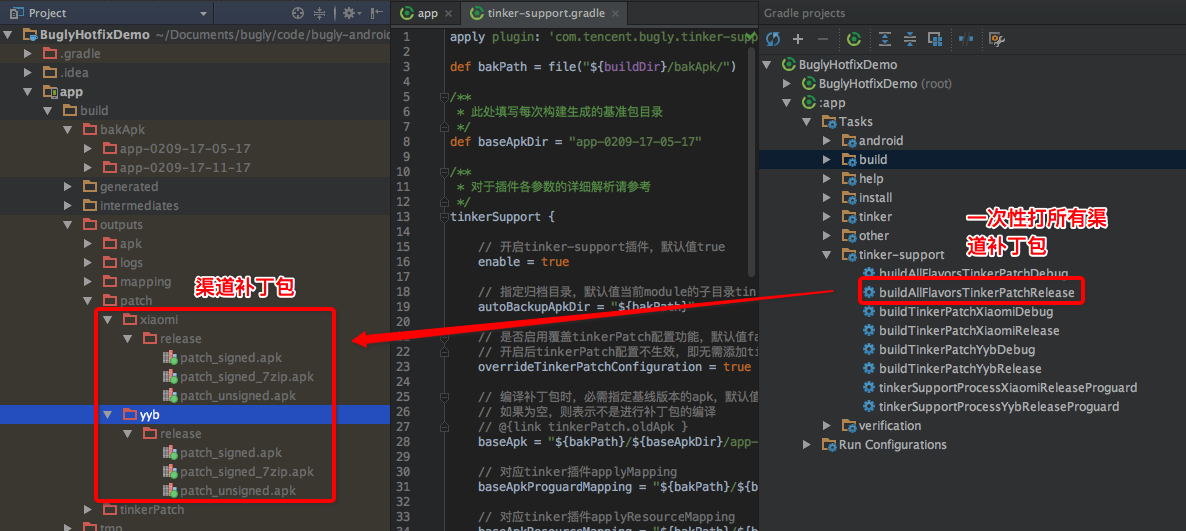 Project
BuglyHotfixDemo ~/Documents/bugly/code/bugly-android
.gradle
.idea
app
build
bakApk
app-0209-17-05-17
app-0209-17-11-17
generated
intermediates
outputs
apk
logs
mapping
patch
渠道补丁包
xiaomi
release
patch_signed.apk
patch_signed_7zip.apk
patch_unsigned.apk
yyb
release
patch_signed.apk
patch_signed_7zip.apk
patch_unsigned.apk
tinkerPatch
tmp
app
tinker-support.gradle
1 apply plugin: 'com.tencent.bugly.tinker-supp
2
3 def bakPath = file("${buildDir}/bakApk/")
4
5 /**
6 * 此处填写每次构建生成的基准包目录
7 */
8 def baseApkDir = "app-0209-17-05-17"
9
10 /**
11 * 对于插件各参数的详细解析请参考
12 */
13 tinkerSupport {
14
15 // 开启tinker-support插件，默认值true
16 enable = true
17
18 // 指定归档目录，默认值当前module的子目录tin
19 autoBackupApkDir = "${bakPath}"
20
21 // 是否启用覆盖tinkerPatch配置功能，默认值fa
22 // 开启后tinkerPatch配置不生效，即无需添加ti
23 overrideTinkerPatchConfiguration = true
24
25 // 编译补丁包时，必需指定基线版本的apk，默认值
26 // 如果为空，则表示不是进行补丁包的编译
27 // @{link tinkerPatch.oldApk }
28 baseApk = "${bakPath}/${baseApkDir}/app-
29
30 // 对应tinker插件applyMapping
31 baseApkProguardMapping = "${bakPath}/${b
32
33 // 对应tinker插件applyResourceMapping
34 baseApkResourceMapping = "${bakPath}/${b
Gradle projects
BuglyHotfixDemo
BuglyHotfixDemo (root)
:app
Tasks
android
build
help
install
tinker
other
一次性打所有渠
道补丁包
tinker-support
buildAllFlavorsTinkerPatchDebug
buildAllFlavorsTinkerPatchRelease
buildTinkerPatchXiaomiDebug
buildTinkerPatchXiaomiRelease
buildTinkerPatchYybDebug
buildTinkerPatchYybRelease
tinkerSupportProcessXiaomiReleaseProguard
tinkerSupportProcessYybReleaseProguard
verification
Run Configurations